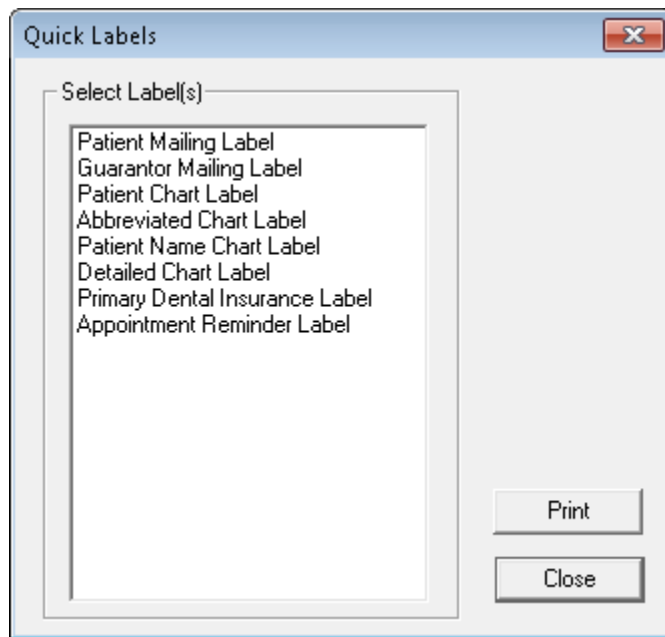 Quick Labels
Select Label(s)
Patient Mailing Label
Guarantor Mailing Label
Patient Chart Label
Abbreviated Chart Label
Patient Name Chart Label
Detailed Chart Label
Primary Dental Insurance Label
Appointment Reminder Label
Print
Close